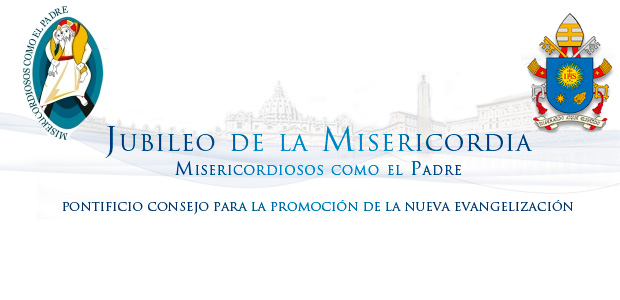 MISERICORDIOSOS COMO EL PADRE
IHS
JUBILEO DE LA MISERICORDIA
MISERICORDIOSOS COMO EL PADRE
PONTIFICIO CONSEJO PARA LA PROMOCIÓN DE LA NUEVA EVANGELIZACIÓN